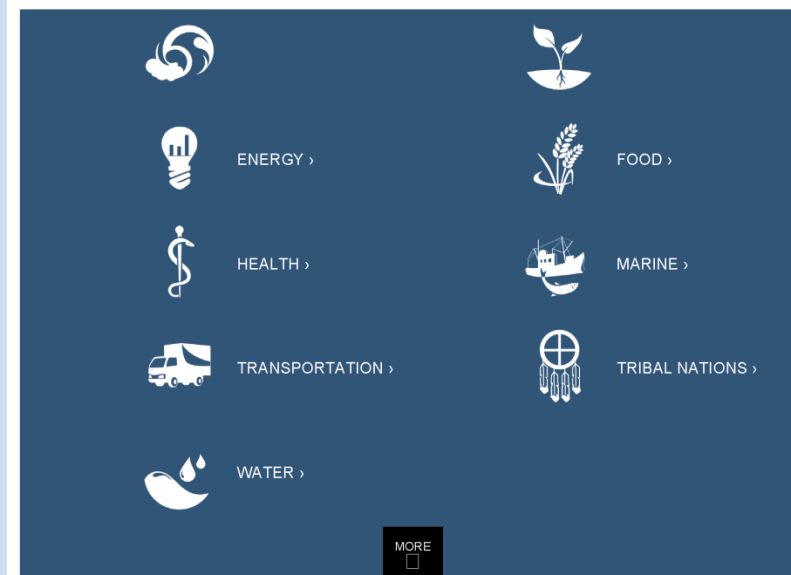 ENERGY ›
FOOD ›
HEALTH ›
MARINE ›
TRANSPORTATION ›
TRIBAL NATIONS ›
WATER ›
MORE